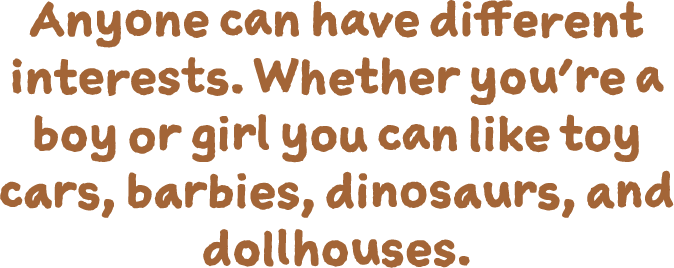 Anyone can have different
interests. Whether you're a
boy or girl you can like toy
cars, barbies, dinosaurs, and
dollhouses.